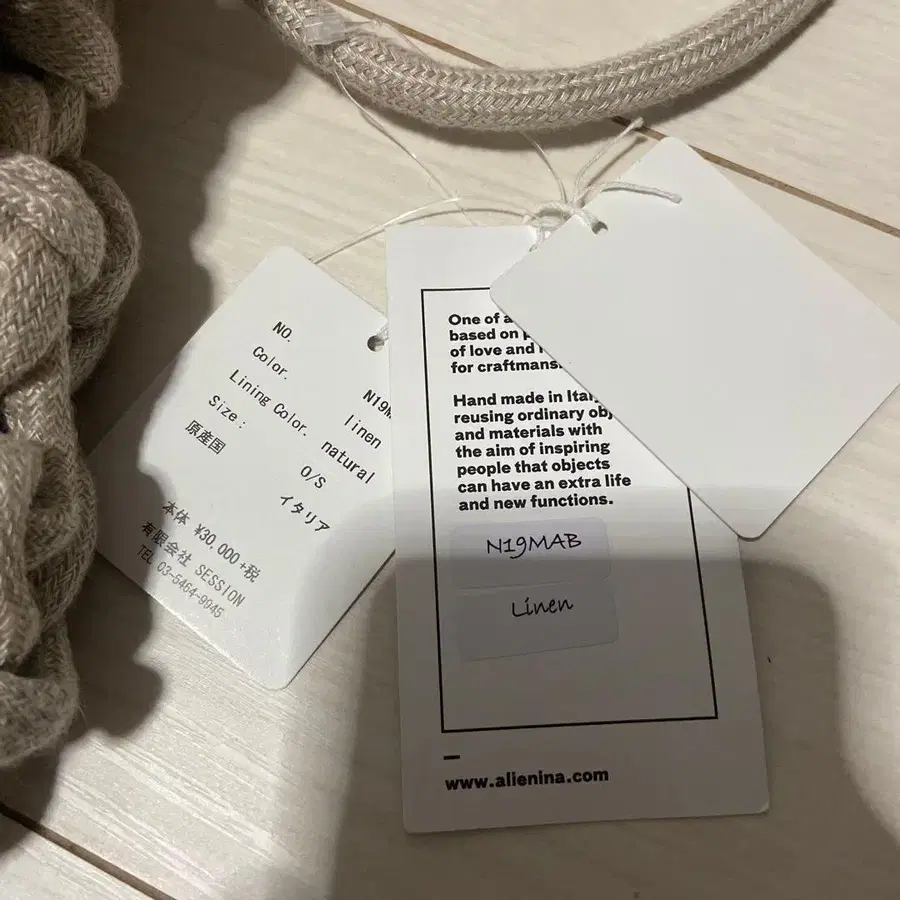 NO.
N19M
Color.
linen
Lining Color. natural
Size: O/S
原産国 イタリア
本体 ¥30,000+税
有限会社 SESSION
TEL 03-5464-9945
One of a
based on
of love and
for craftmans
Hand made in Italy
reusing ordinary obj
and materials with
the aim of inspiring
people that objects
can have an extra life
and new functions.
N19MAB
Linen
www.alienina.com